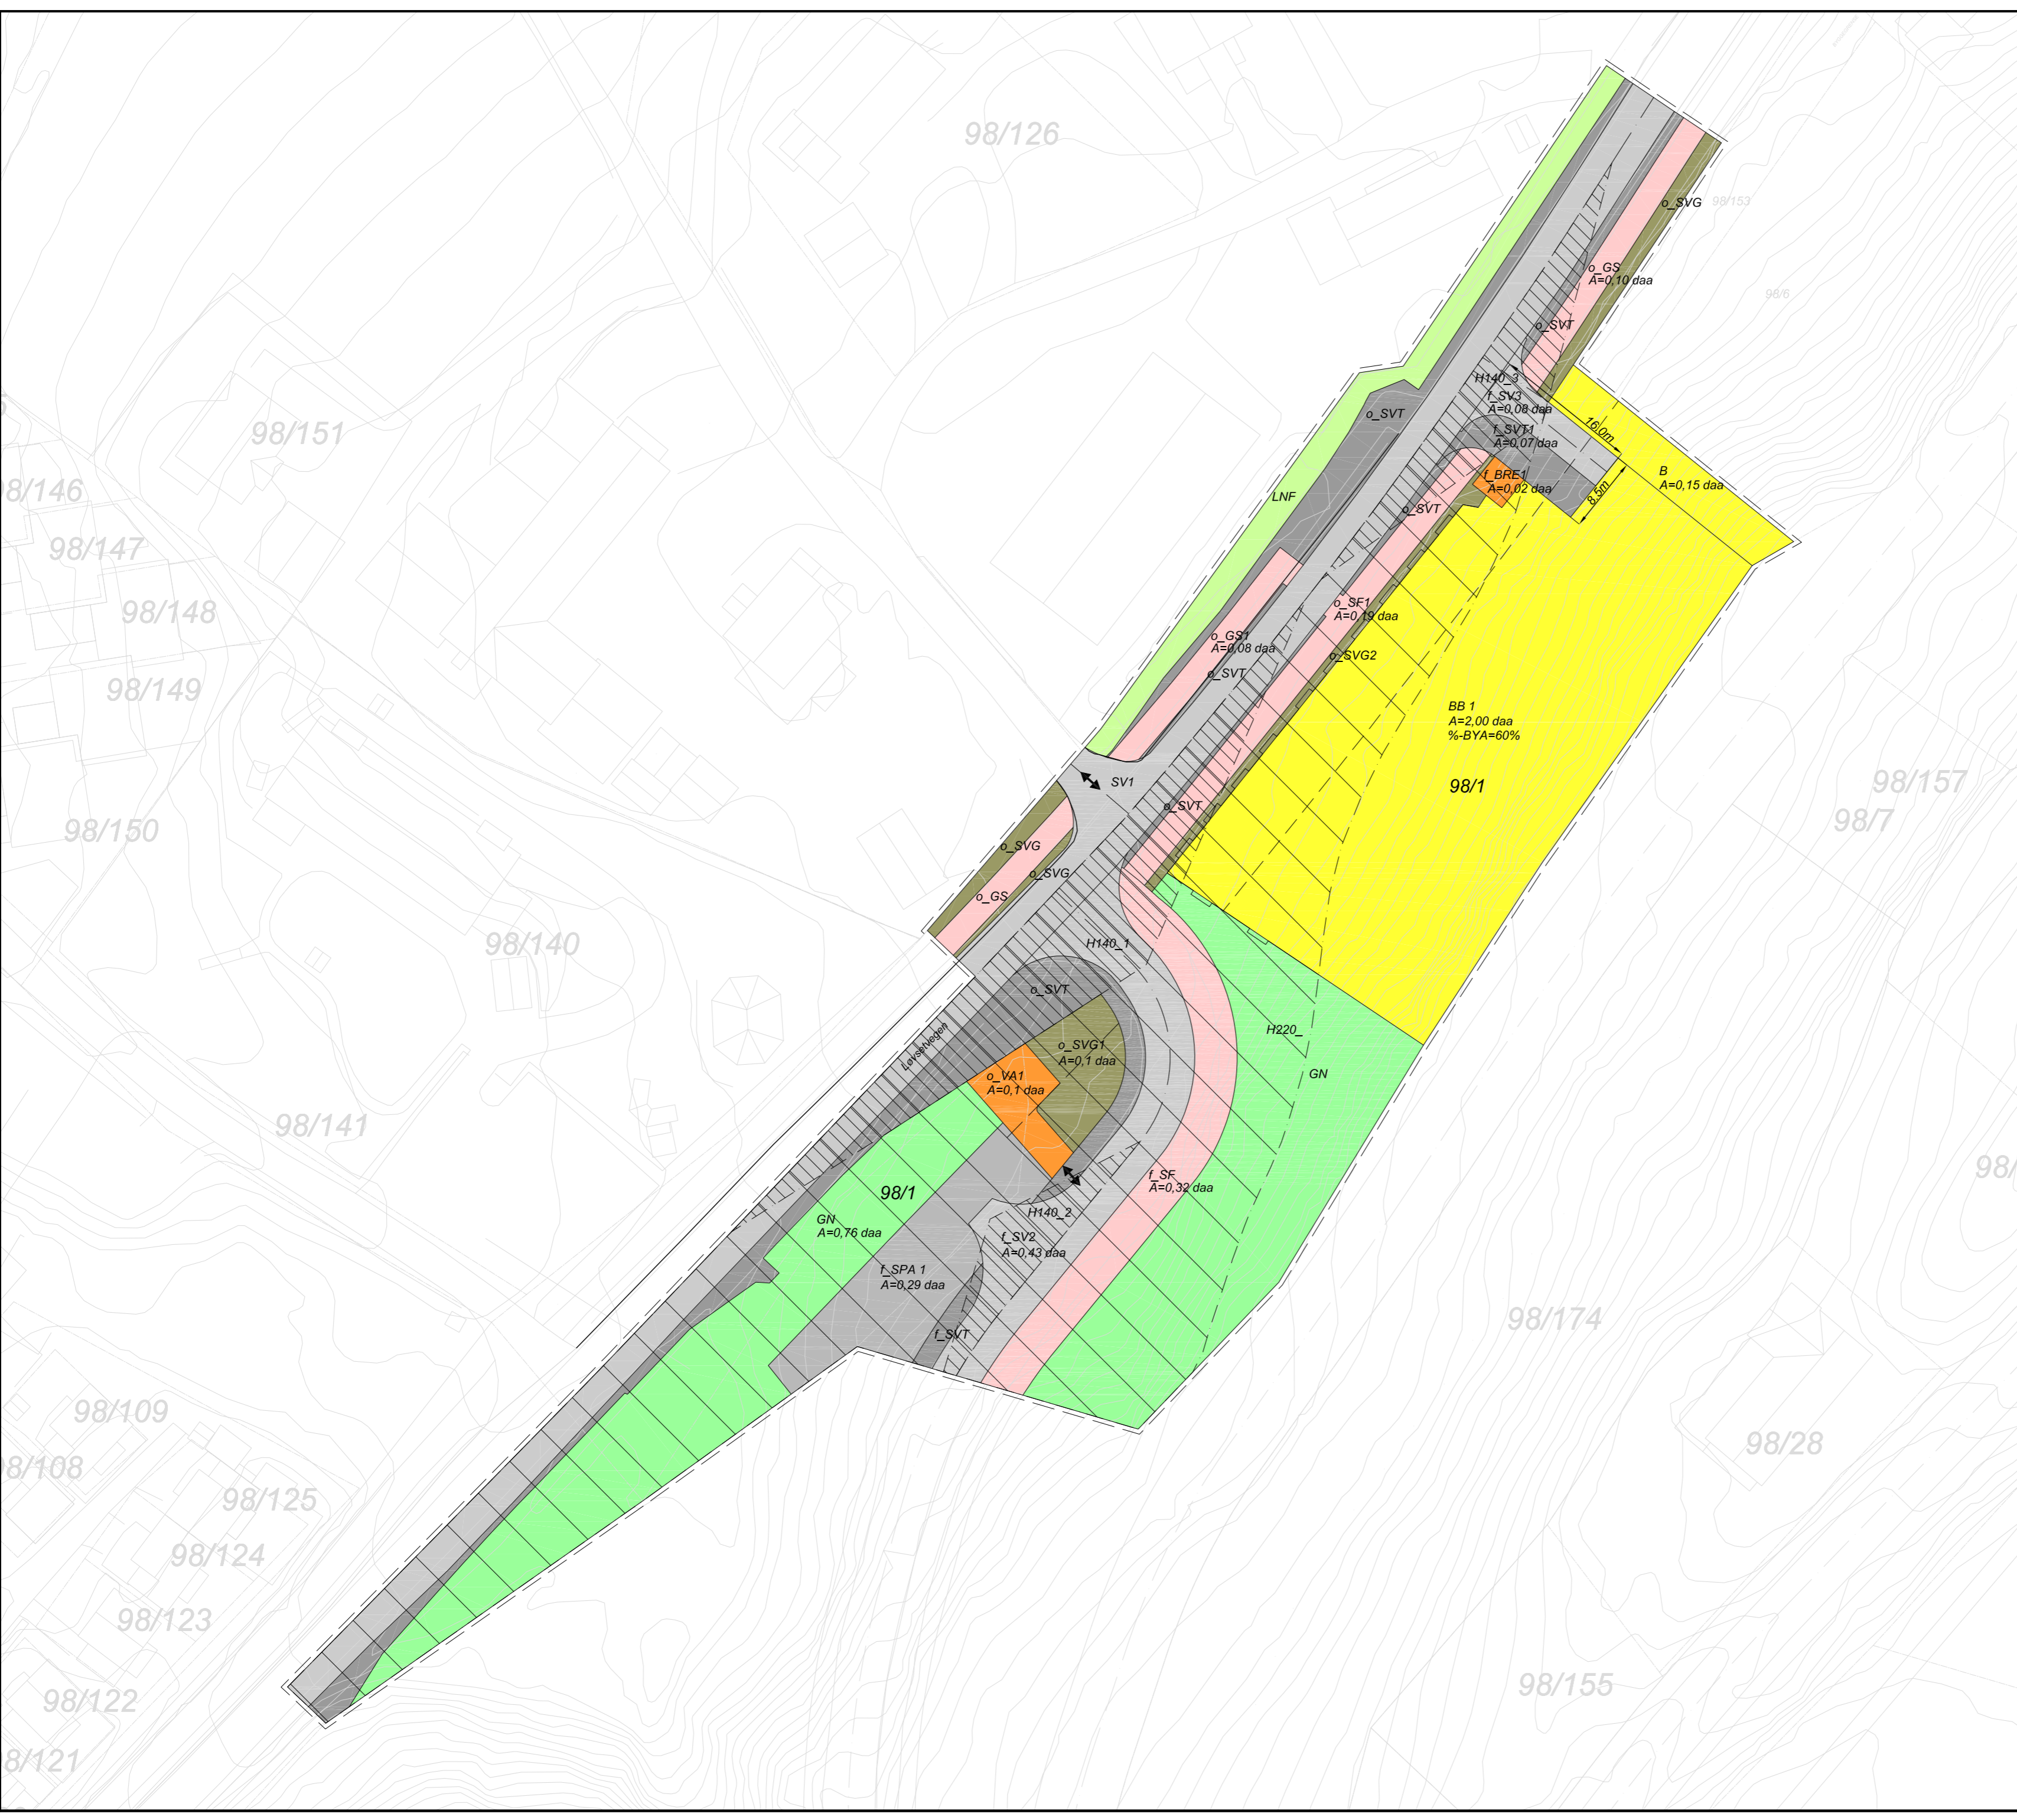 98/126
o_SVG
98/153
o_GS
A=0,10 daa
98/6
o_SVT
H140_3
f_SV3
A=0,08 daa
o_SVT
98/151
f_SVT1
A=0,07 daa
16,0m
B
A=0,15 daa
f_BRE1
A=0,02 daa
8,5m
98/146
LNF
o_SVT
98/147
98/148
o_SF1
A=0,19 daa
o_GS1
A=0,08 daa
o_SVG2
o_SVT
98/149
BB 1
A=2,00 daa
%-BYA=60%
SV1
98/1
98/157
o_SVT
98/7
98/150
o_SVG
o_SVG
o_GS
98/140
H140_1
o_SVT
H220_
Løvsetvegen
o_SVG1
A=0,1 daa
GN
o_VA1
A=0,1 daa
98/141
98/
f_SF
A=0,32 daa
98/1
H140_2
GN
A=0,76 daa
f_SV2
A=0,43 daa
f_SPA 1
A=0,29 daa
98/174
f_SVT
98/109
98/28
98/108
98/125
98/124
98/123
98/155
98/122
98/121